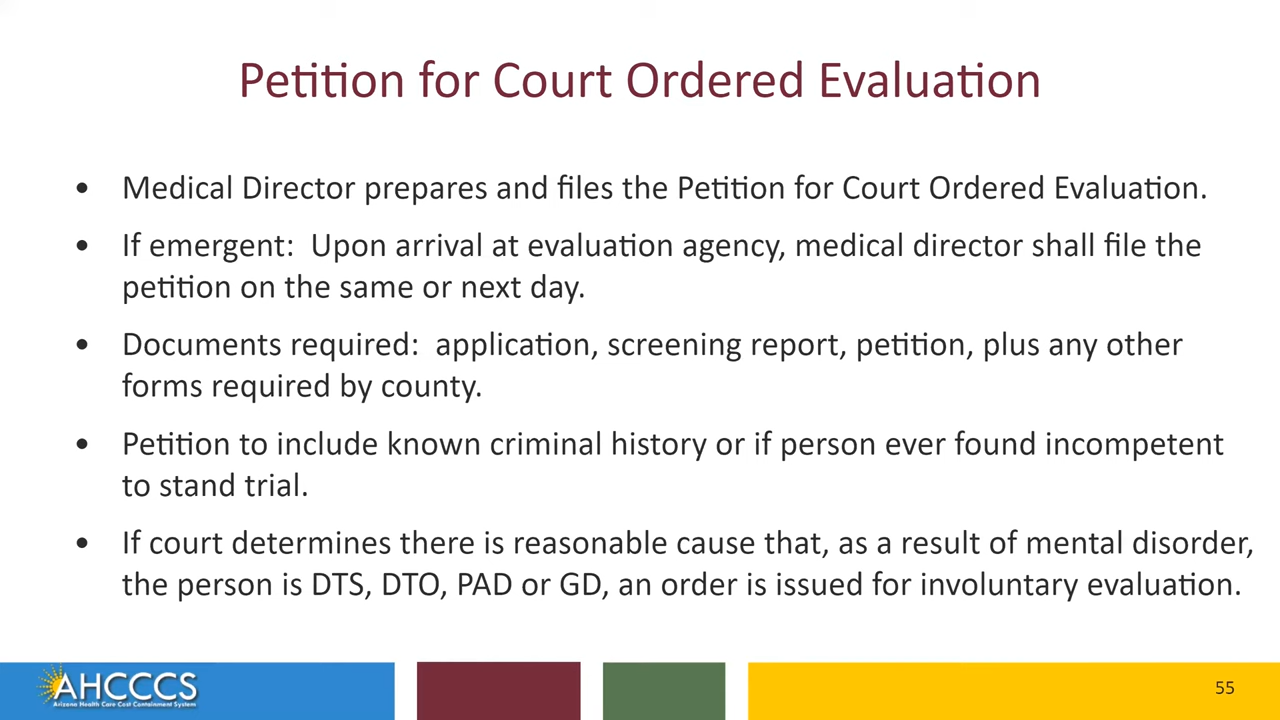 Petition for Court Ordered Evaluation
• Medical Director prepares and files the Petition for Court Ordered Evaluation.
• If emergent:  Upon arrival at evaluation agency, medical director shall file the
petition on the same or next day.
• Documents required:  application, screening report, petition, plus any other
forms required by county.
• Petition to include known criminal history or if person ever found incompetent
to stand trial.
• If court determines there is reasonable cause that, as a result of mental disorder,
the person is DTS, DTO, PAD or GD, an order is issued for involuntary evaluation.
AHCCCS
Arizona Health Care Cost Containment System
55